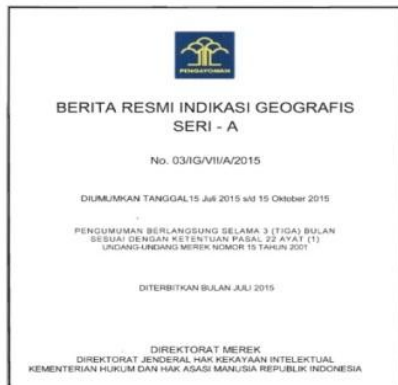 PENGAYOMAN
BERITA RESMI INDIKASI GEOGRAFIS
SERI - A
No. 03/IG/VII/A/2015
DIUMUMKAN TANGGAL15 Juli 2015 s/d 15 Oktober 2015
PENGUMUMAN BERLANGSUNG SELAMA 3 (TIGA) BULAN
SESUAI DENGAN KETENTUAN PASAL 22 AYAT (1)
UNDANG-UNDANG MEREK NOMOR 15 TAHUN 2001
DITERBITKAN BULAN JULI 2015
DIREKTORAT MEREK
DIREKTORAT JENDERAL HAK KEKAYAAN INTELEKTUAL
KEMENTERIAN HUKUM DAN HAK ASASI MANUSIA REPUBLIK INDONESIA